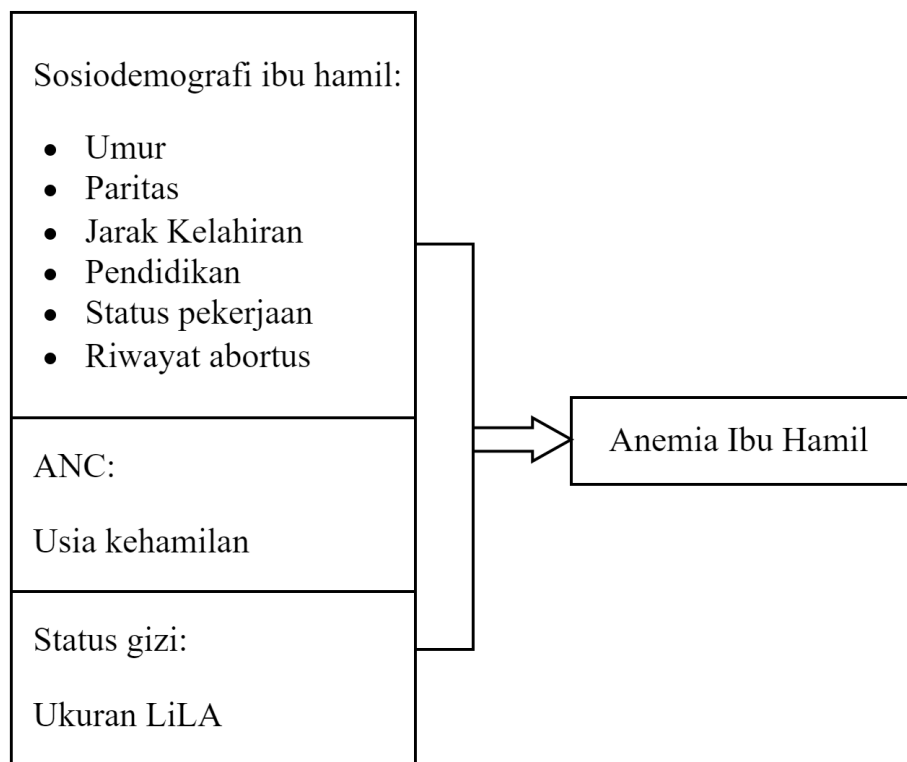 Sosiodemografi ibu hamil:
• Umur
• Paritas
• Jarak Kelahiran
• Pendidikan
• Status pekerjaan
• Riwayat abortus
ANC:
Usia kehamilan
Status gizi:
Ukuran LiLA
Anemia Ibu Hamil